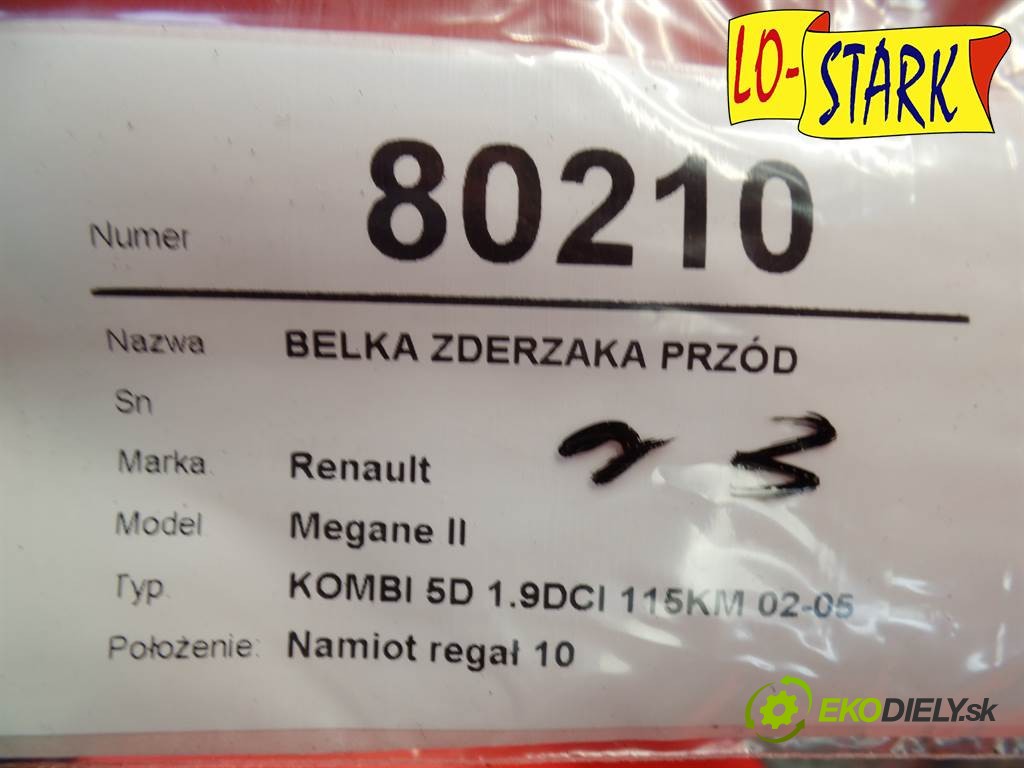 LO-STARK
Numer 80210
Nazwa BELKA ZDERZAKA PRZÓD
Sn
Marka Renault
Model Megane II
Typ KOMBI 5D 1.9DCI 115KM 02-05
Położenie: Namiot regał 10
EKODIELY.sk